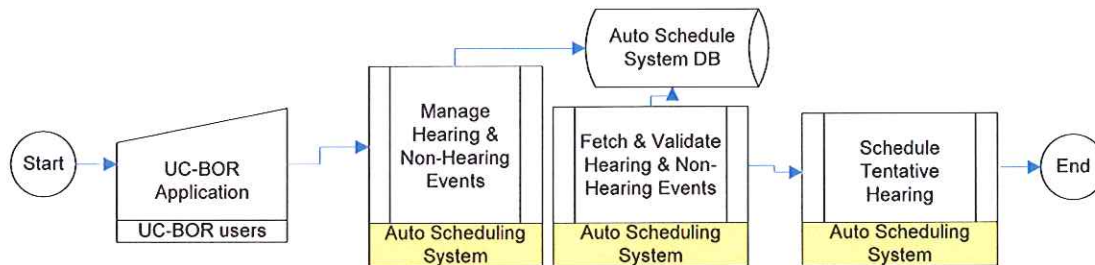 Start
UC-BOR
Application
UC-BOR users
Manage
Hearing &
Non-Hearing
Events
Auto Scheduling
System
Auto Schedule
System DB
Fetch & Validate
Hearing & Non-
Hearing Events
Auto Scheduling
System
Schedule
Tentative
Hearing
Auto Scheduling
System
End